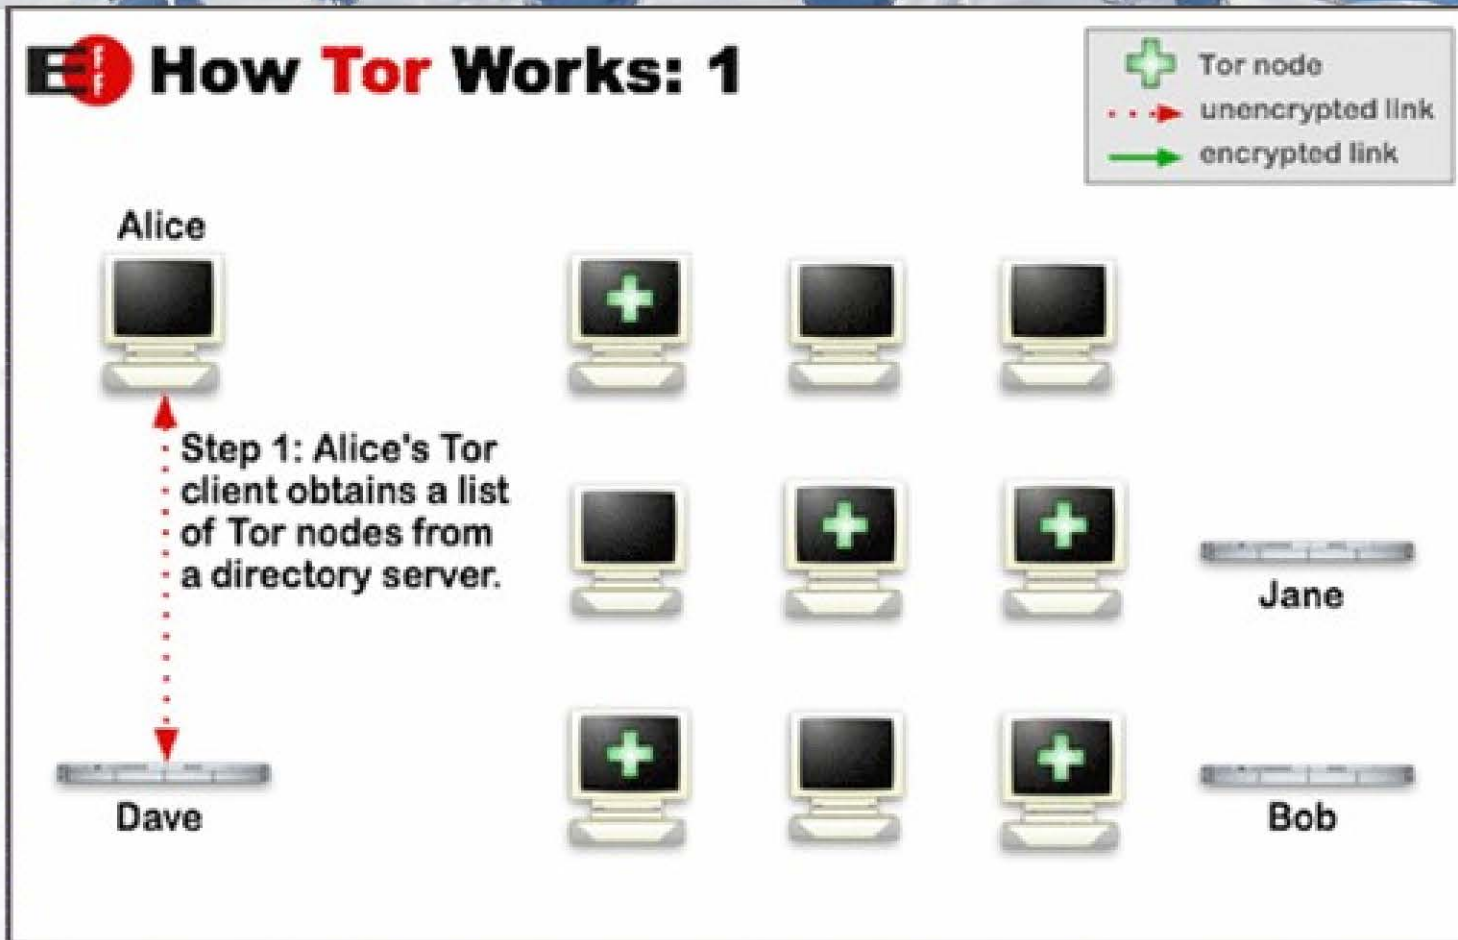 EFF How Tor Works: 1
Tor node
unencrypted link
encrypted link
Alice
Step 1: Alice's Tor
client obtains a list
of Tor nodes from
a directory server.
Jane
Dave
Bob